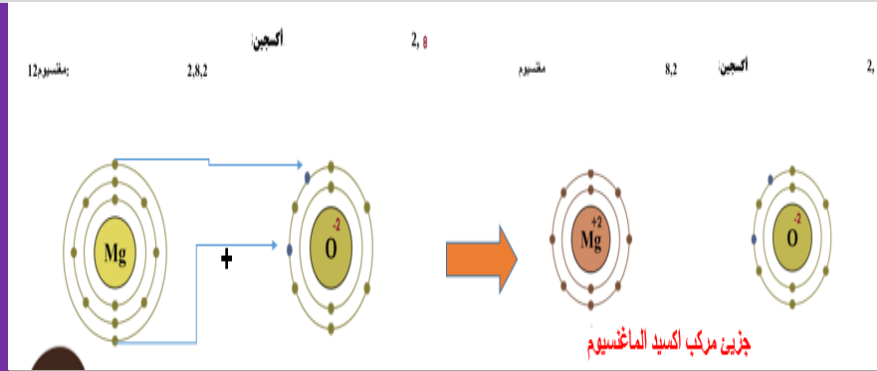 أكسجين: 2, 8
12مغنسيوم: 2,8,2
مغنسيوم 8,2 أكسجين: 2,
Mg + O -2
Mg +2 O -2
جزيئ مركب اكسيد الماغنسيوم